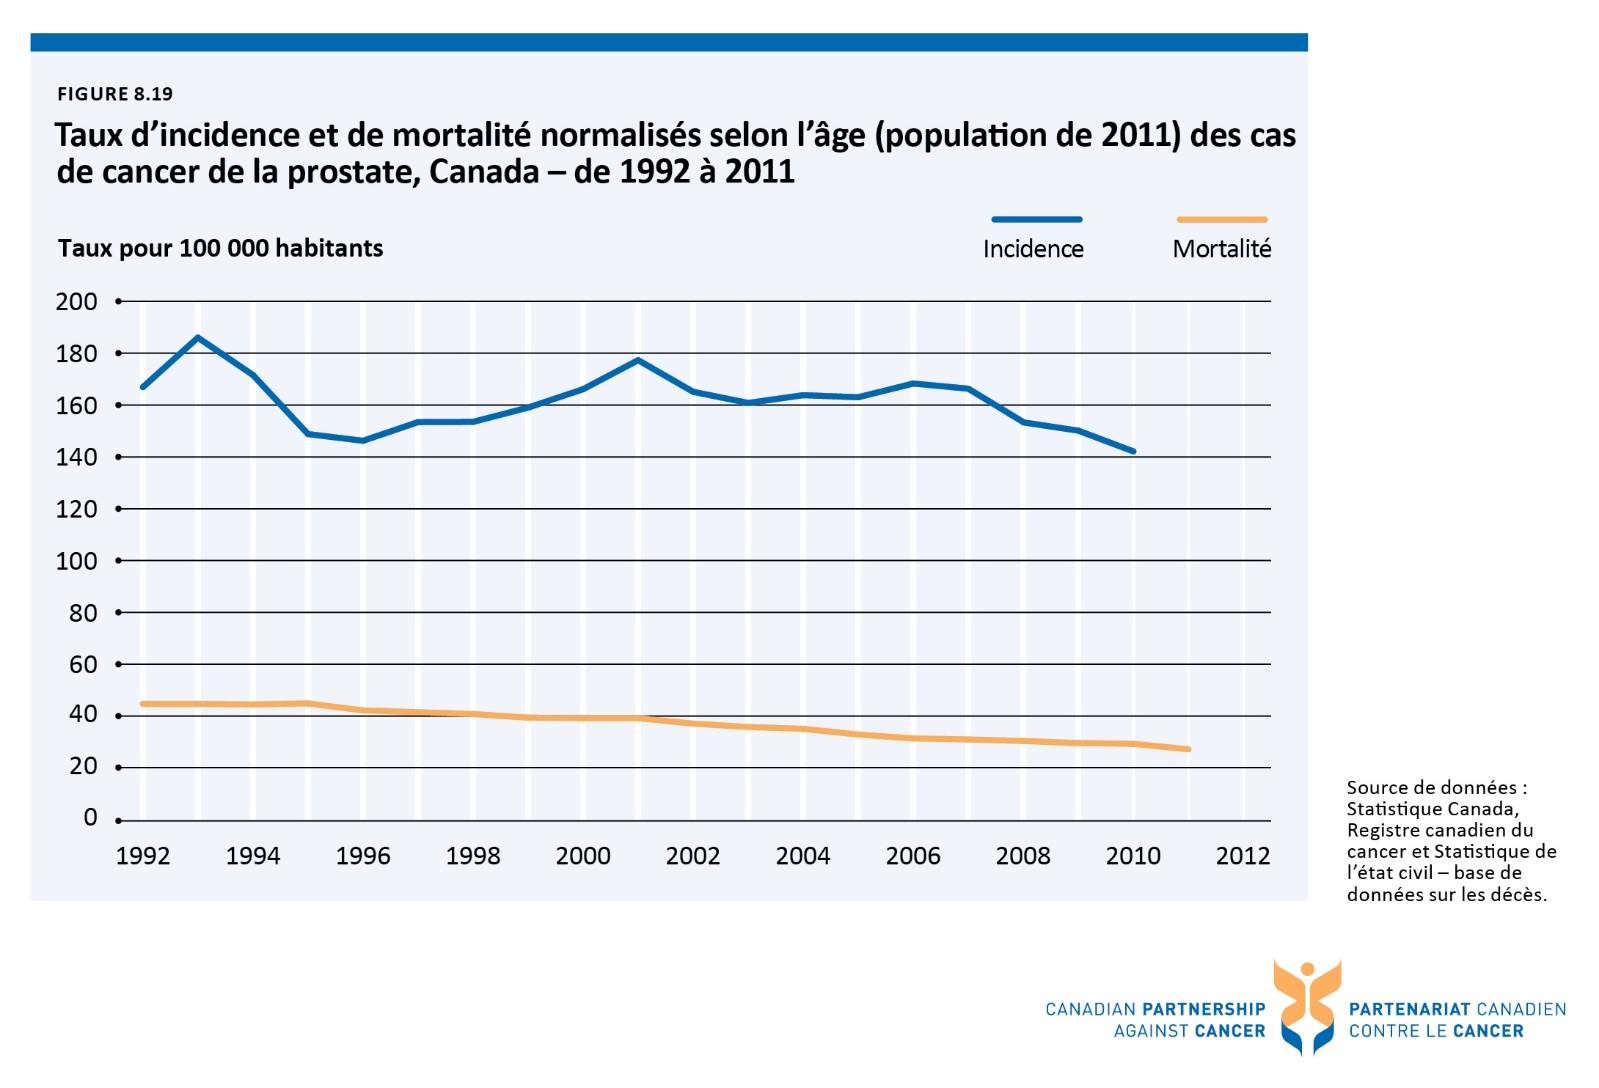 FIGURE 8.19
Taux d’incidence et de mortalité normalisés selon l’âge (population de 2011) des cas
de cancer de la prostate, Canada – de 1992 à 2011
Taux pour 100 000 habitants
Incidence
Mortalité
200
180
160
140
120
100
80
60
40
20
0
1992 1994 1996 1998 2000 2002 2004 2006 2008 2010 2012
Source de données :
Statistique Canada,
Registre canadien du
cancer et Statistique de
l’état civil – base de
données sur les décès.
CANADIAN PARTNERSHIP
AGAINST CANCER
PARTENARIAT CANADIEN
CONTRE LE CANCER